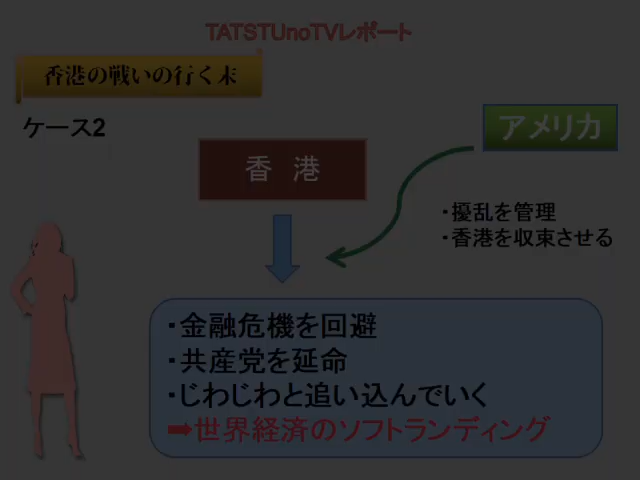 TATSTUnoTVレポート
香港の戦いの行く末
ケース2
アメリカ
香 港
・擾乱を管理
・香港を収束させる
・金融危機を回避
・共産党を延命
・じわじわと追い込んでいく
➡世界経済のソフトランディング